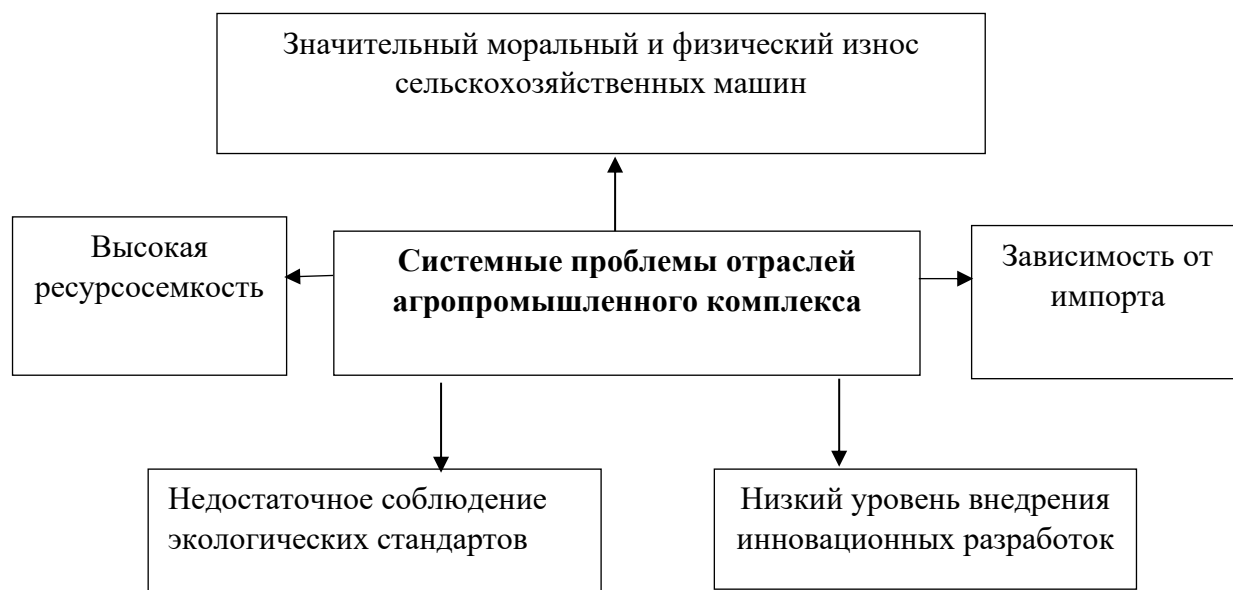 Значительный моральный и физический износ
сельскохозяйственных машин
Высокая
ресурсосемкость
Системные проблемы отраслей
агропромышленного комплекса
Зависимость от
импорта
Недостаточное соблюдение
экологических стандартов
Низкий уровень внедрения
инновационных разработок